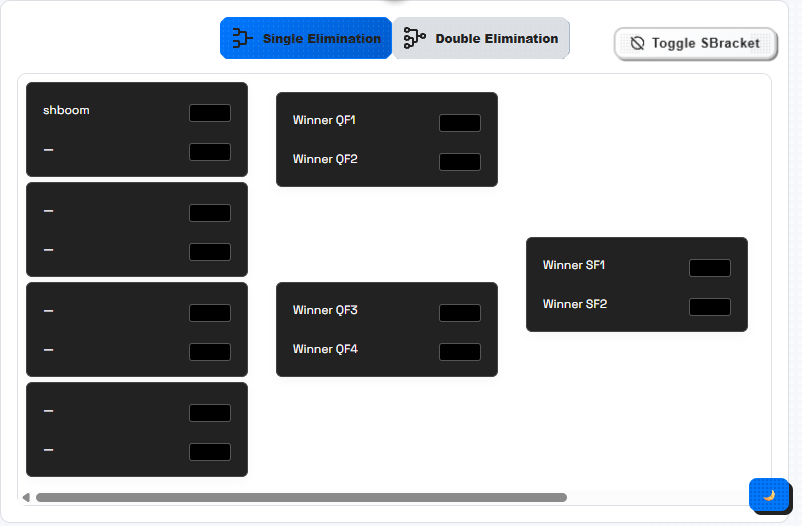 Single Elimination
Double Elimination
Toggle SBracket
shboom
—
—
—
—
—
—
—
Winner QF1
Winner QF2
Winner QF3
Winner QF4
Winner SF1
Winner SF2